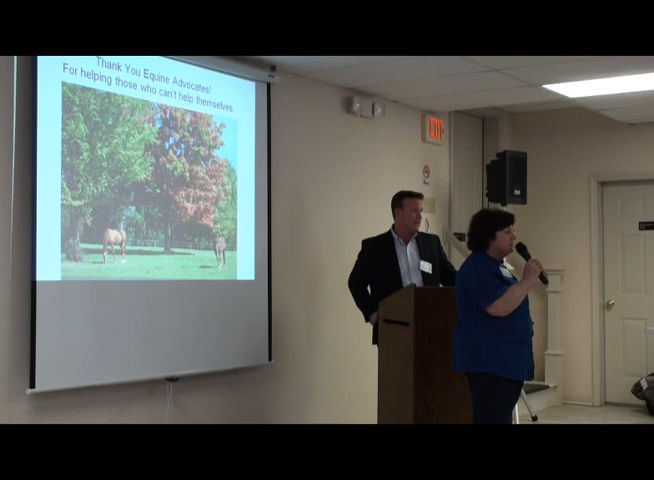 Thank You Equine Advocates!
For helping those who can't help themselves.
EXIT